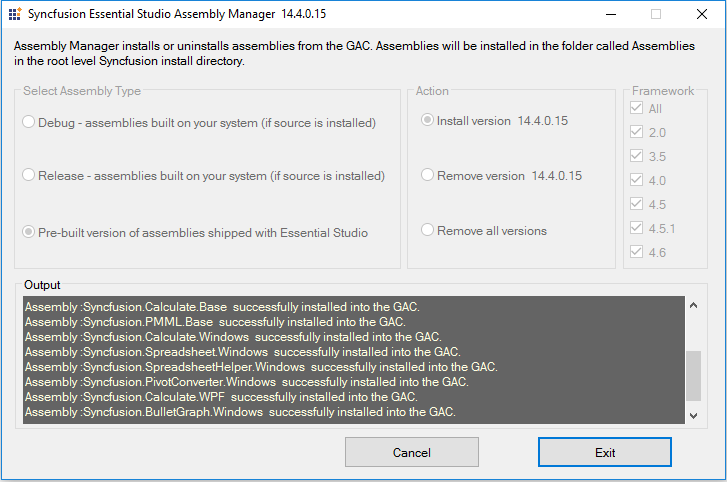 Syncfusion Essential Studio Assembly Manager 14.4.0.15
Assembly Manager installs or uninstalls assemblies from the GAC. Assemblies will be installed in the folder called Assemblies
in the root level Syncfusion install directory.
Select Assembly Type
Debug - assemblies built on your system (if source is installed)
Release - assemblies built on your system (if source is installed)
Pre-built version of assemblies shipped with Essential Studio
Action
Install version 14.4.0.15
Remove version 14.4.0.15
Remove all versions
Framework
All
2.0
3.5
4.0
4.5
4.5.1
4.6
Output
Assembly :Syncfusion.Calculate.Base successfully installed into the GAC.
Assembly :Syncfusion.PMML.Base successfully installed into the GAC.
Assembly :Syncfusion.Calculate.Windows successfully installed into the GAC.
Assembly :Syncfusion.Spreadsheet.Windows successfully installed into the GAC.
Assembly :Syncfusion.SpreadsheetHelper.Windows successfully installed into the GAC.
Assembly :Syncfusion.PivotConverter.Windows successfully installed into the GAC.
Assembly :Syncfusion.Calculate.WPF successfully installed into the GAC.
Assembly :Syncfusion.BulletGraph.Windows successfully installed into the GAC.
Cancel
Exit